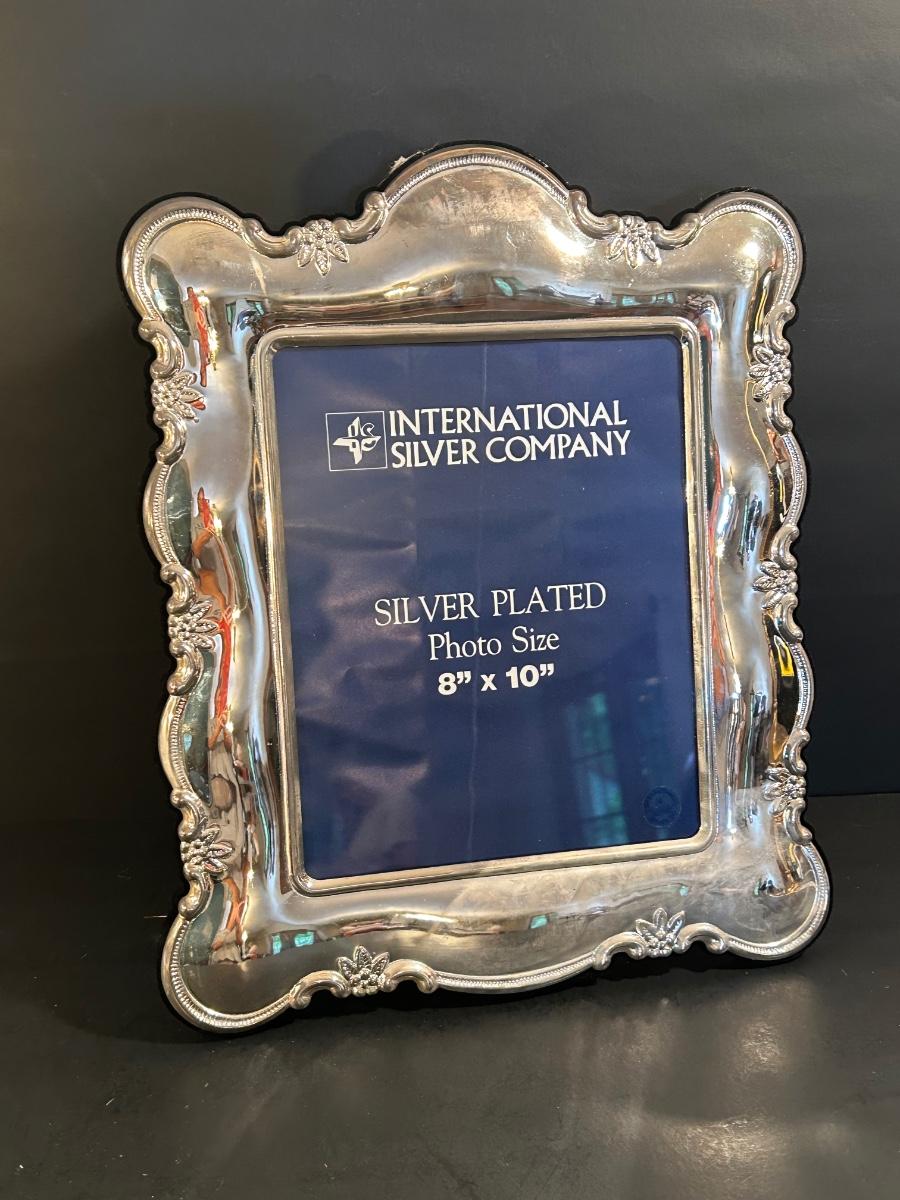 INTERNATIONAL
SILVER COMPANY
SILVER PLATED
Photo Size
8” x 10”